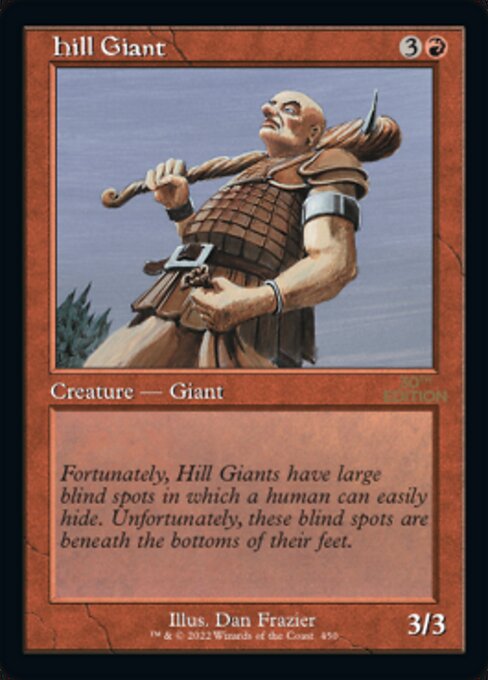 Hill Giant 3
Creature — Giant
30TH
EDITION
Fortunately, Hill Giants have large
blind spots in which a human can easily
hide. Unfortunately, these blind spots are
beneath the bottoms of their feet.
Illus. Dan Frazier
™ & © 2022 Wizards of the Coast 450
3/3